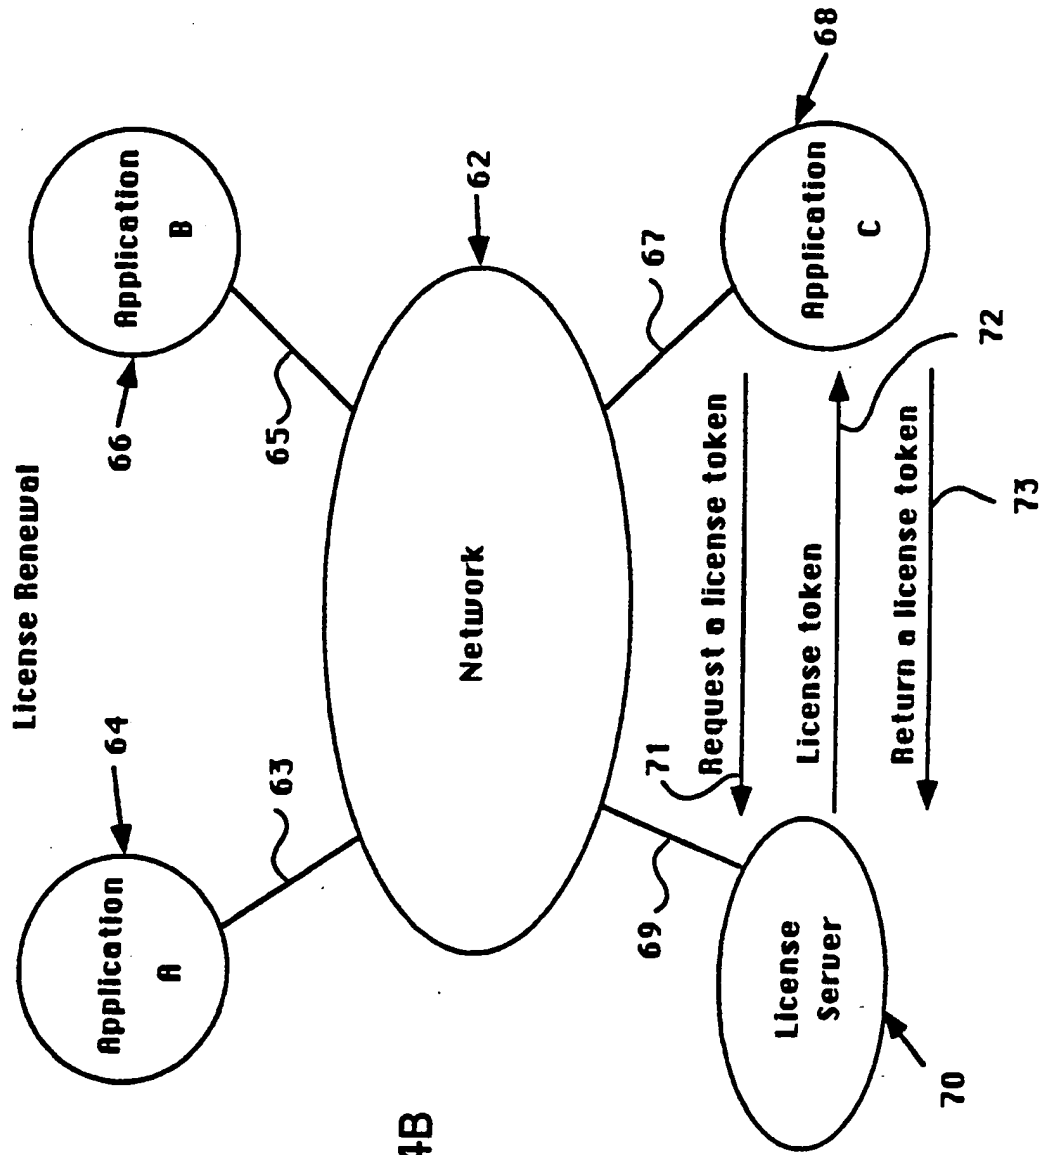 License Renewal
64
Application
A
63
66
Application
B
65
Network
62
69
License
Server
70
67
Application
C
68
71
Request a license token
License token
72
Return a license token
73
4B